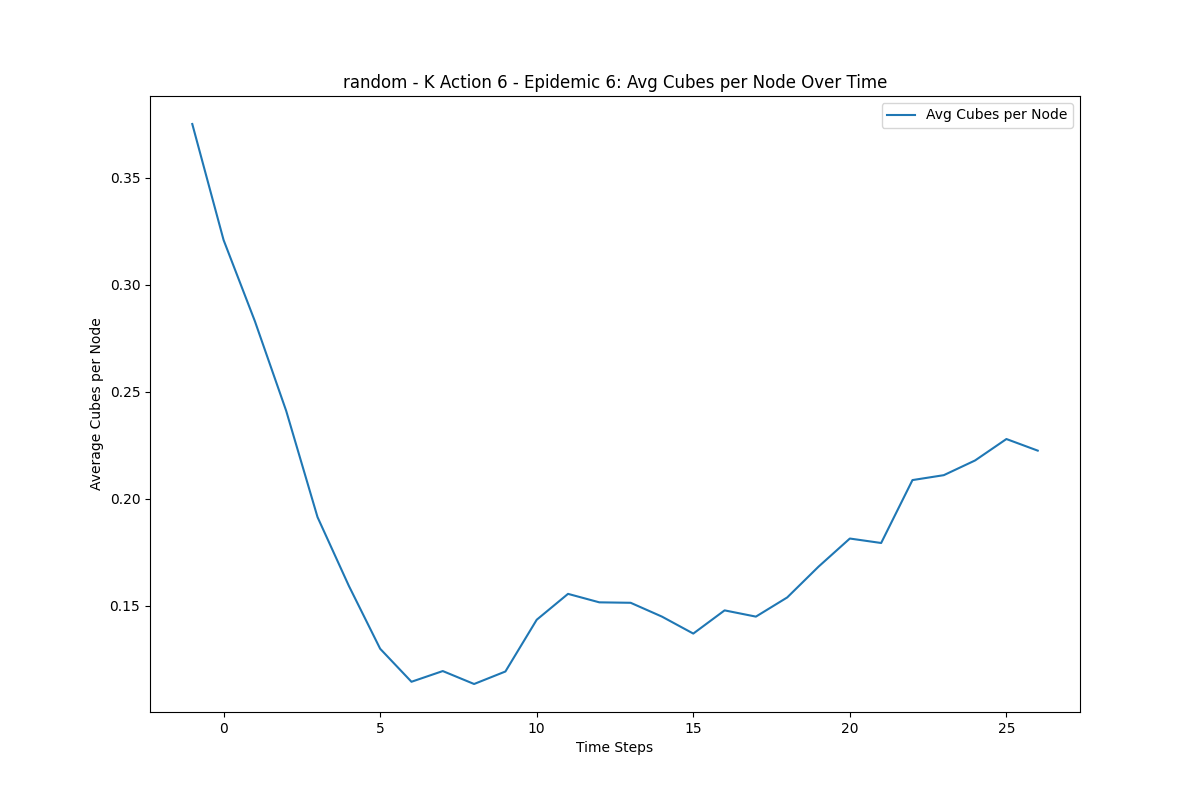 random - K Action 6 - Epidemic 6: Avg Cubes per Node Over Time
Avg Cubes per Node
0.35
0.30
0.25
0.20
0.15
Average Cubes per Node
0 5 10 15 20 25
Time Steps